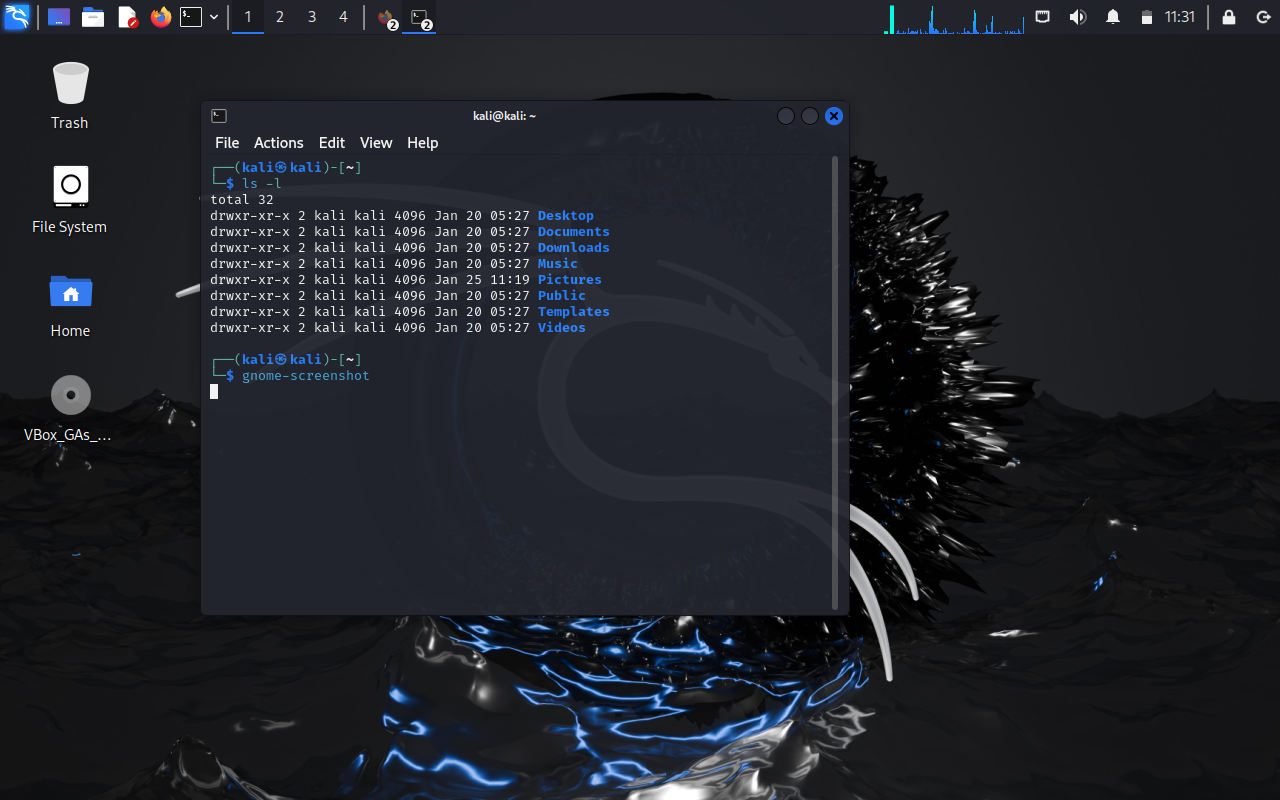 1 2 3 4 2 2 11:31
Trash
File System
Home
VBox_GAs_...
kali@kali: ~
File Actions Edit View Help
┌──(kali㉿kali)-[~]
└─$ ls -l
total 32
drwxr-xr-x 2 kali kali 4096 Jan 20 05:27 Desktop
drwxr-xr-x 2 kali kali 4096 Jan 20 05:27 Documents
drwxr-xr-x 2 kali kali 4096 Jan 20 05:27 Downloads
drwxr-xr-x 2 kali kali 4096 Jan 20 05:27 Music
drwxr-xr-x 2 kali kali 4096 Jan 25 11:19 Pictures
drwxr-xr-x 2 kali kali 4096 Jan 20 05:27 Public
drwxr-xr-x 2 kali kali 4096 Jan 20 05:27 Templates
drwxr-xr-x 2 kali kali 4096 Jan 20 05:27 Videos
┌──(kali㉿kali)-[~]
└─$ gnome-screenshot